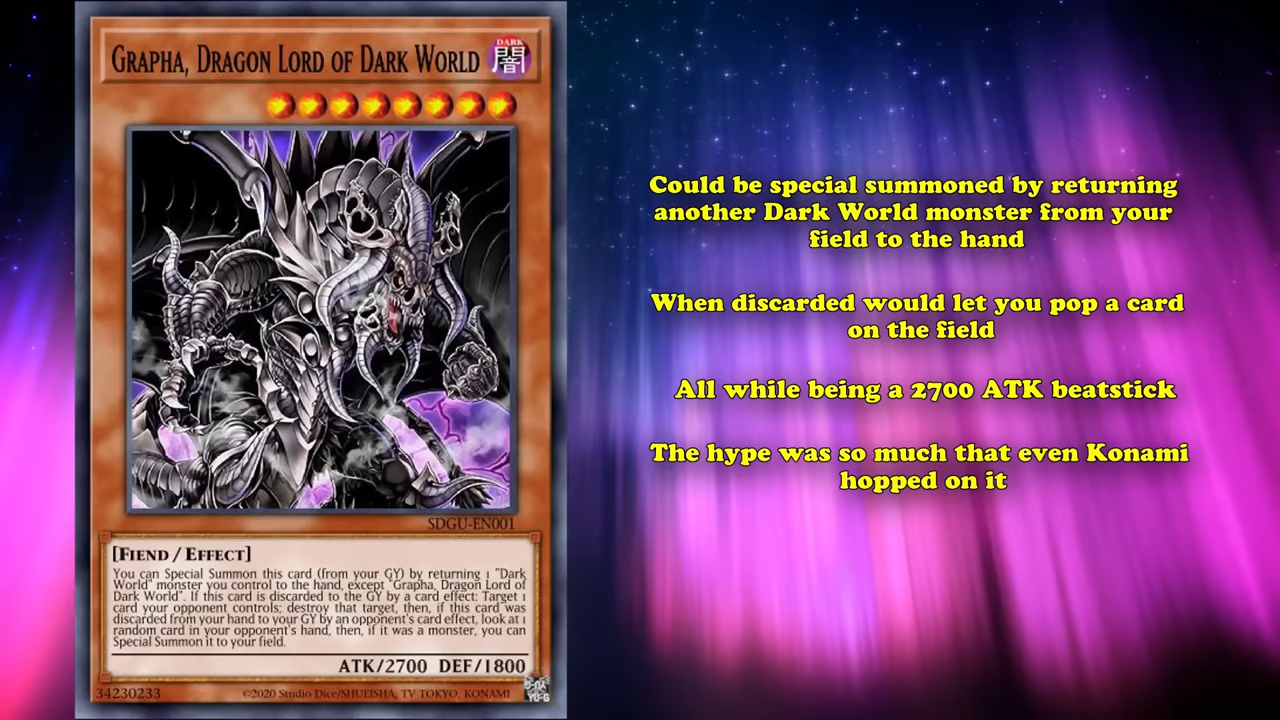 GRAPHA, DRAGON LORD OF DARK WORLD
DARK
闇
SDGU-EN001
[FIEND / EFFECT]
You can Special Summon this card (from your GY) by returning 1 "Dark
World" monster you control to the hand, except "Grapha, Dragon Lord of
Dark World". If this card is discarded to the GY by a card effect: Target 1
card your opponent controls; destroy that target, then, if this card was
discarded from your hand to your GY by an opponent's card effect, look at 1
random card in your opponent's hand, then, if it was a monster, you can
Special Summon it to your field.
ATK/2700 DEF/1800
34230233
©2020 Studio Dice/SHUEISHA, TV TOKYO, KONAMI
Could be special summoned by returning
another Dark World monster from your
field to the hand
When discarded would let you pop a card
on the field
All while being a 2700 ATK beatstick
The hype was so much that even Konami
hopped on it